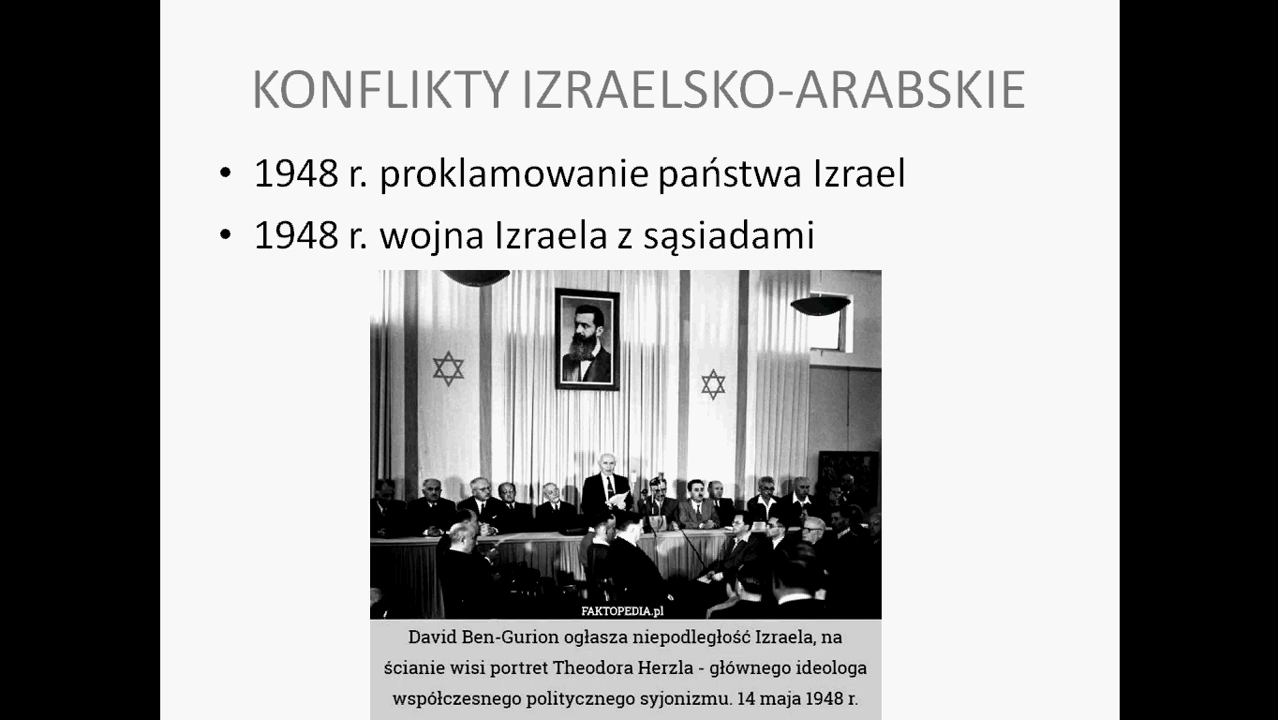 KONFLIKTY IZRAELSKO-ARABSKIE
• 1948 r. proklamowanie państwa Izrael
• 1948 r. wojna Izraela z sąsiadami
FAKTOPEDIA.pl
David Ben-Gurion ogłasza niepodległość Izraela, na
ścianie wisi portret Theodora Herzla - głównego ideologa
współczesnego politycznego syjonizmu. 14 maja 1948 r.